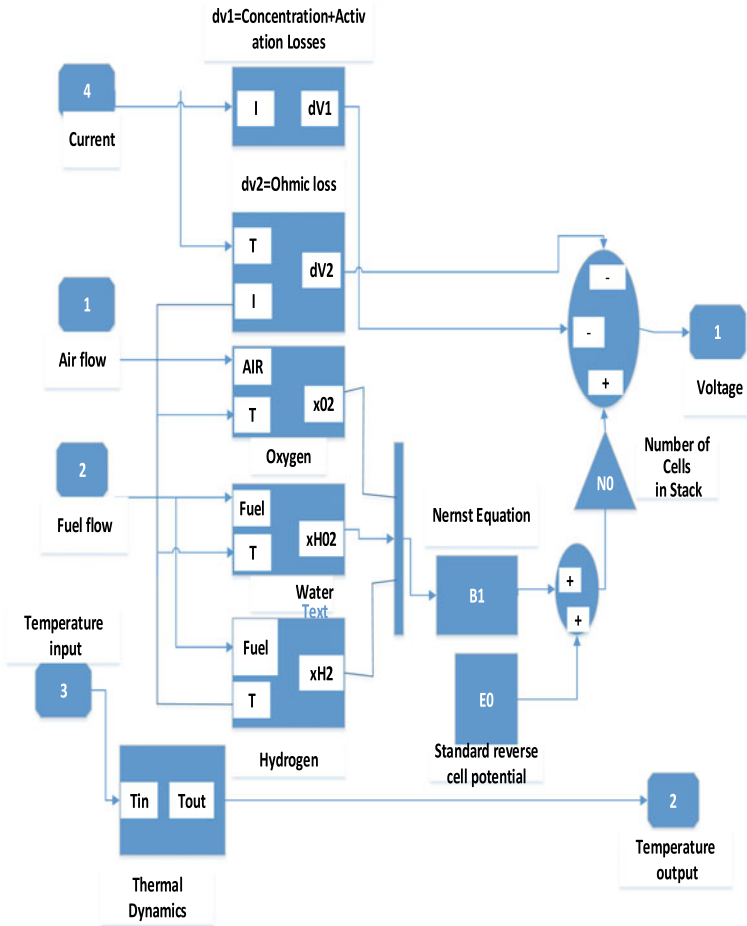 dv1=Concentration+Activ
ation Losses
4
Current
I
dV1
dv2=Ohmic loss
T
I
dV2
1
Air flow
AIR
T
x02
Oxygen
2
Fuel flow
Fuel
T
xH02
Water
Text
Temperature
input
3
Fuel
T
xH2
Hydrogen
Tin
Tout
Thermal
Dynamics
Nernst Equation
B1
E0
Standard reverse
cell potential
+
+
N0
Number of
Cells
in Stack
-
-
+
1
Voltage
2
Temperature
output